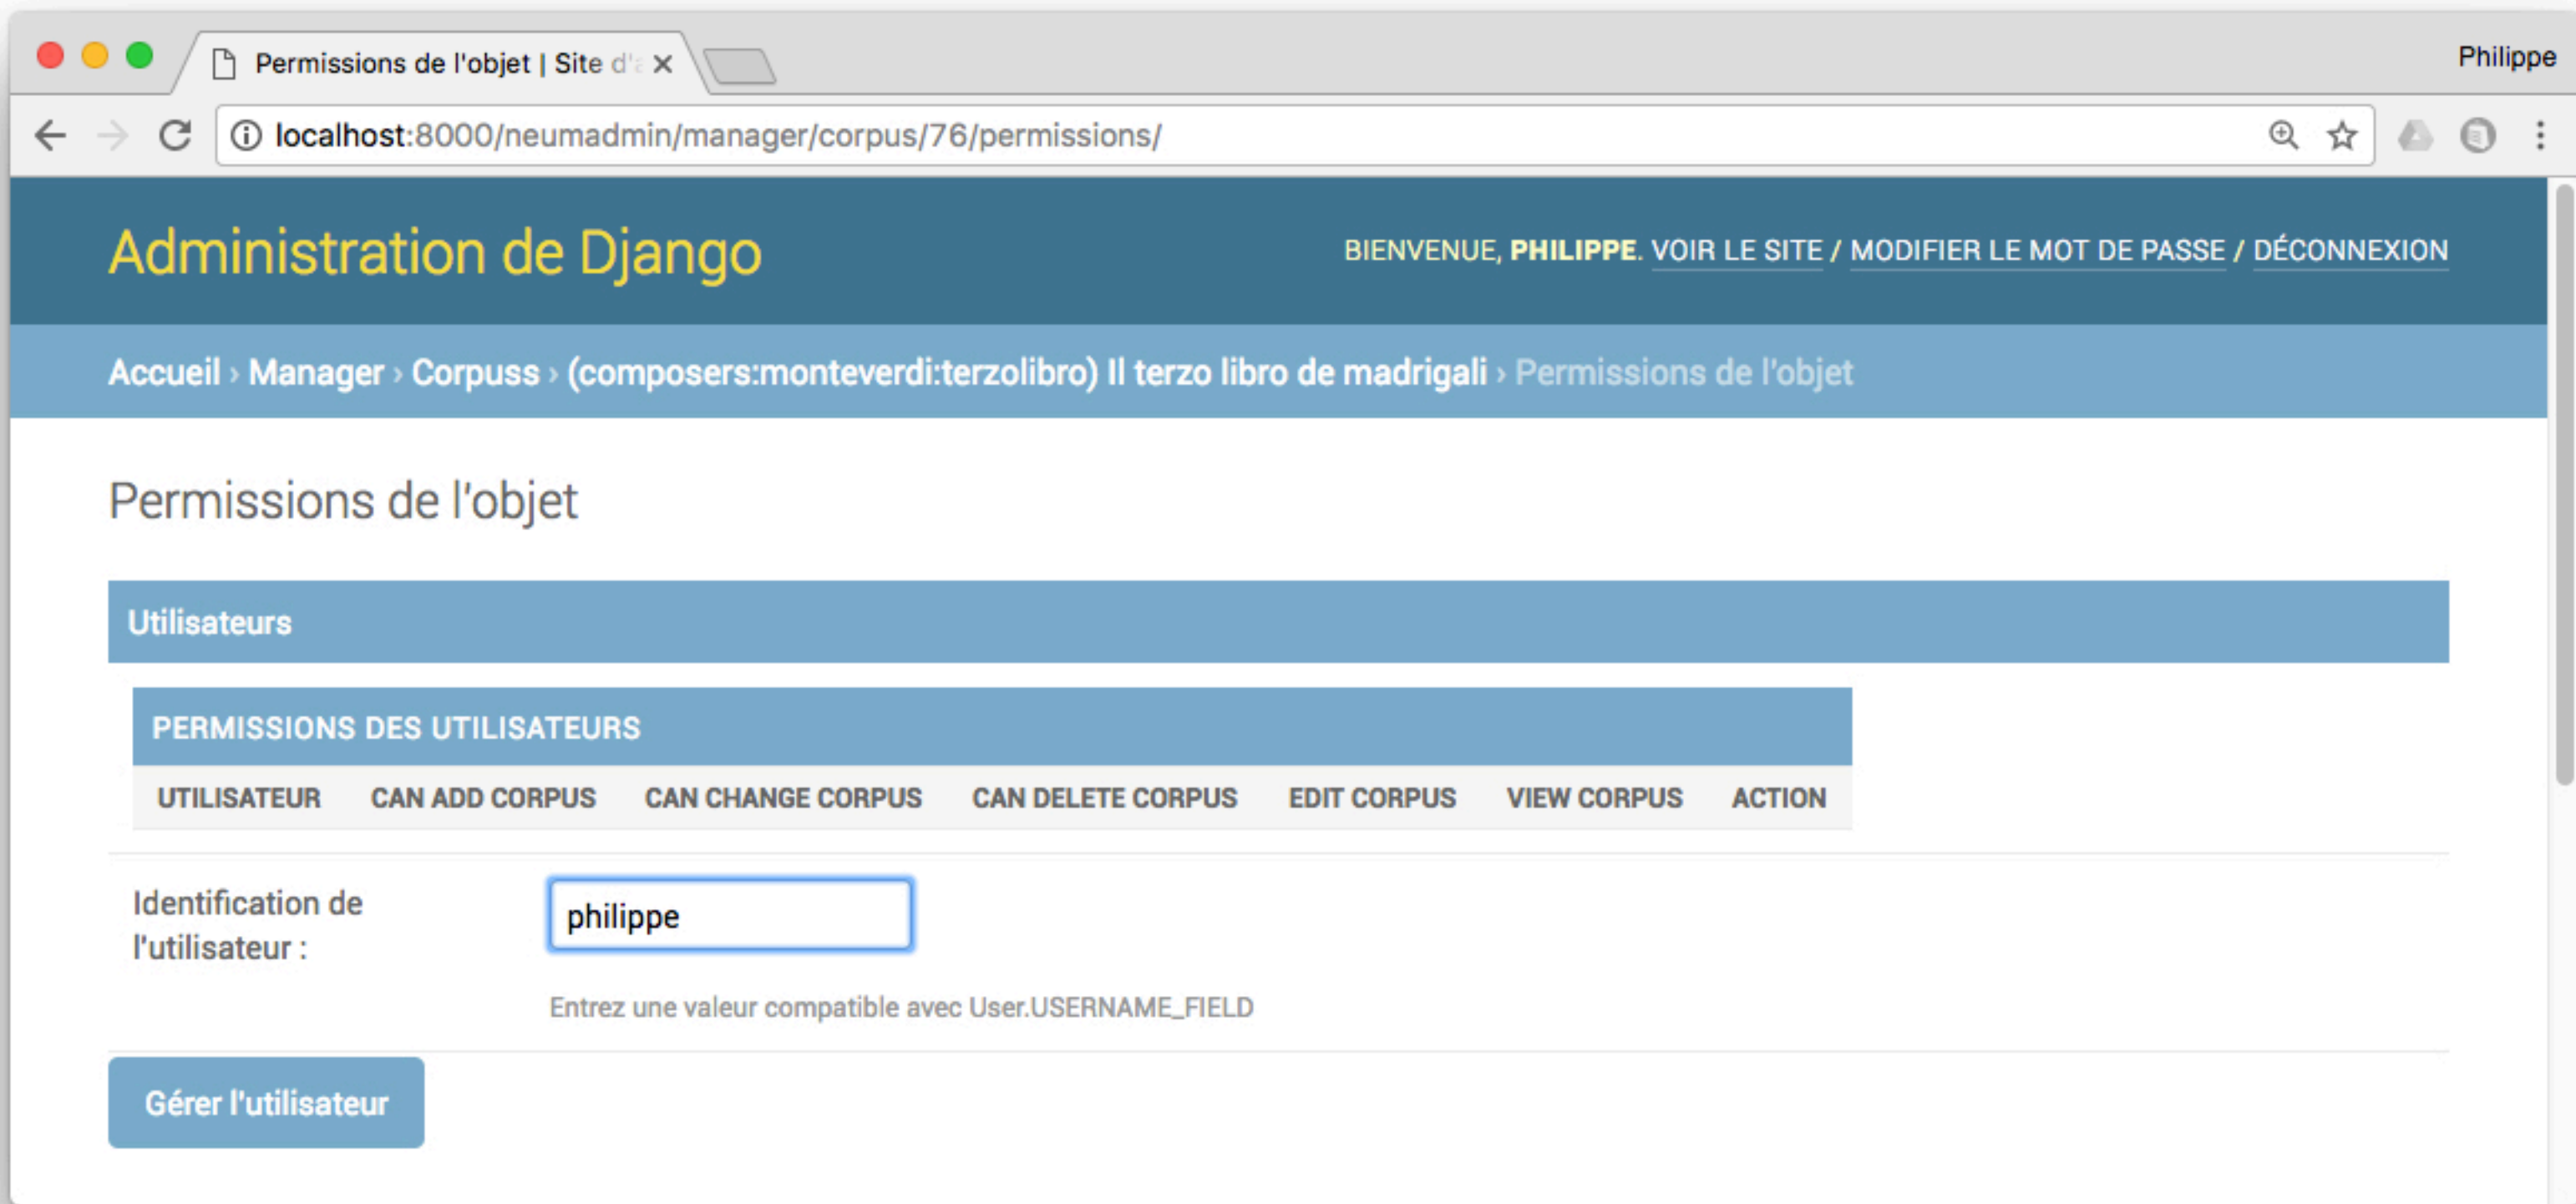 Permissions de l'objet | Site d'a
Philippe
localhost:8000/neumadmin/manager/corpus/76/permissions/
Administration de Django
BIENVENUE, PHILIPPE. VOIR LE SITE / MODIFIER LE MOT DE PASSE / DÉCONNEXION
Accueil › Manager › Corpuss › (composers:monteverdi:terzolibro) Il terzo libro de madrigali › Permissions de l'objet
Permissions de l'objet
Utilisateurs
PERMISSIONS DES UTILISATEURS
UTILISATEUR CAN ADD CORPUS CAN CHANGE CORPUS CAN DELETE CORPUS EDIT CORPUS VIEW CORPUS ACTION
Identification de
l'utilisateur :
philippe
Entrez une valeur compatible avec User.USERNAME_FIELD
Gérer l'utilisateur